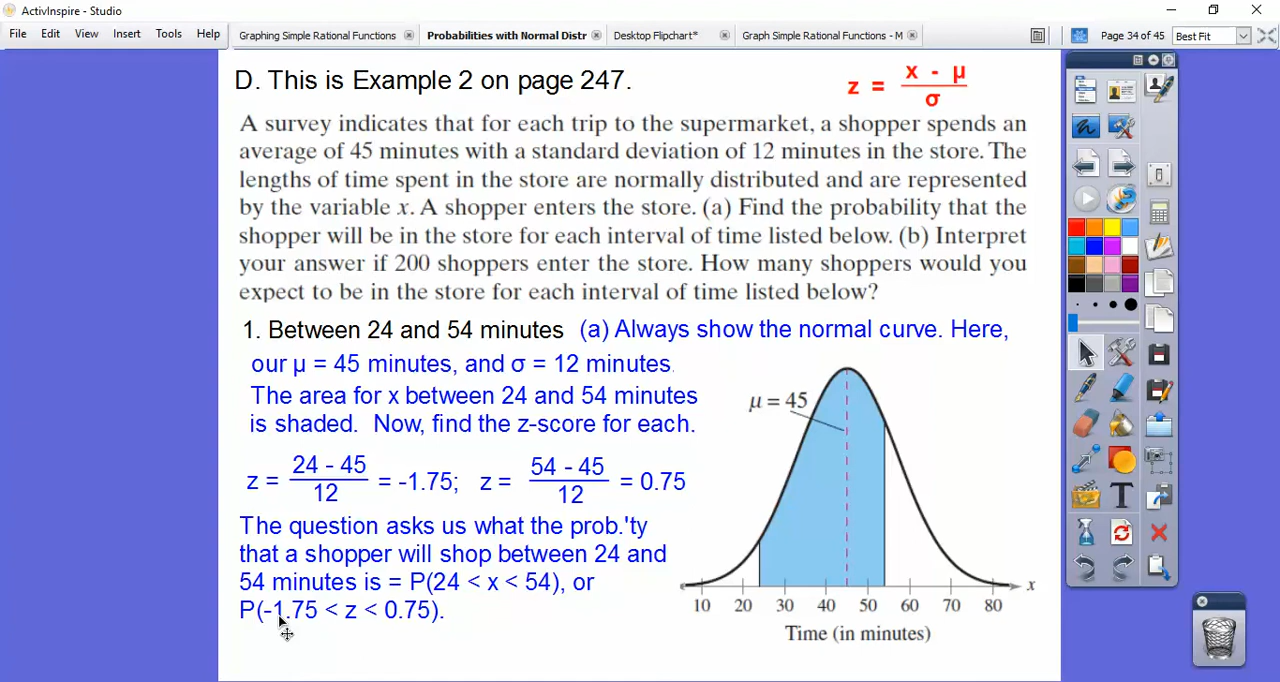 ActivInspire - Studio
File Edit View Insert Tools Help
Graphing Simple Rational Functions
Probabilities with Normal Distr
Desktop Flipchart*
Graph Simple Rational Functions - M
Page 34 of 45
Best Fit
D. This is Example 2 on page 247.
z = x - μ / σ
A survey indicates that for each trip to the supermarket, a shopper spends an
average of 45 minutes with a standard deviation of 12 minutes in the store. The
lengths of time spent in the store are normally distributed and are represented
by the variable x. A shopper enters the store. (a) Find the probability that the
shopper will be in the store for each interval of time listed below. (b) Interpret
your answer if 200 shoppers enter the store. How many shoppers would you
expect to be in the store for each interval of time listed below?
1. Between 24 and 54 minutes (a) Always show the normal curve. Here,
our μ = 45 minutes, and σ = 12 minutes.
The area for x between 24 and 54 minutes
is shaded. Now, find the z-score for each.
z = 24 - 45 / 12 = -1.75; z = 54 - 45 / 12 = 0.75
The question asks us what the prob.'ty
that a shopper will shop between 24 and
54 minutes is = P(24 < x < 54), or
P(-1.75 < z < 0.75).
μ = 45
x
10 20 30 40 50 60 70 80
Time (in minutes)